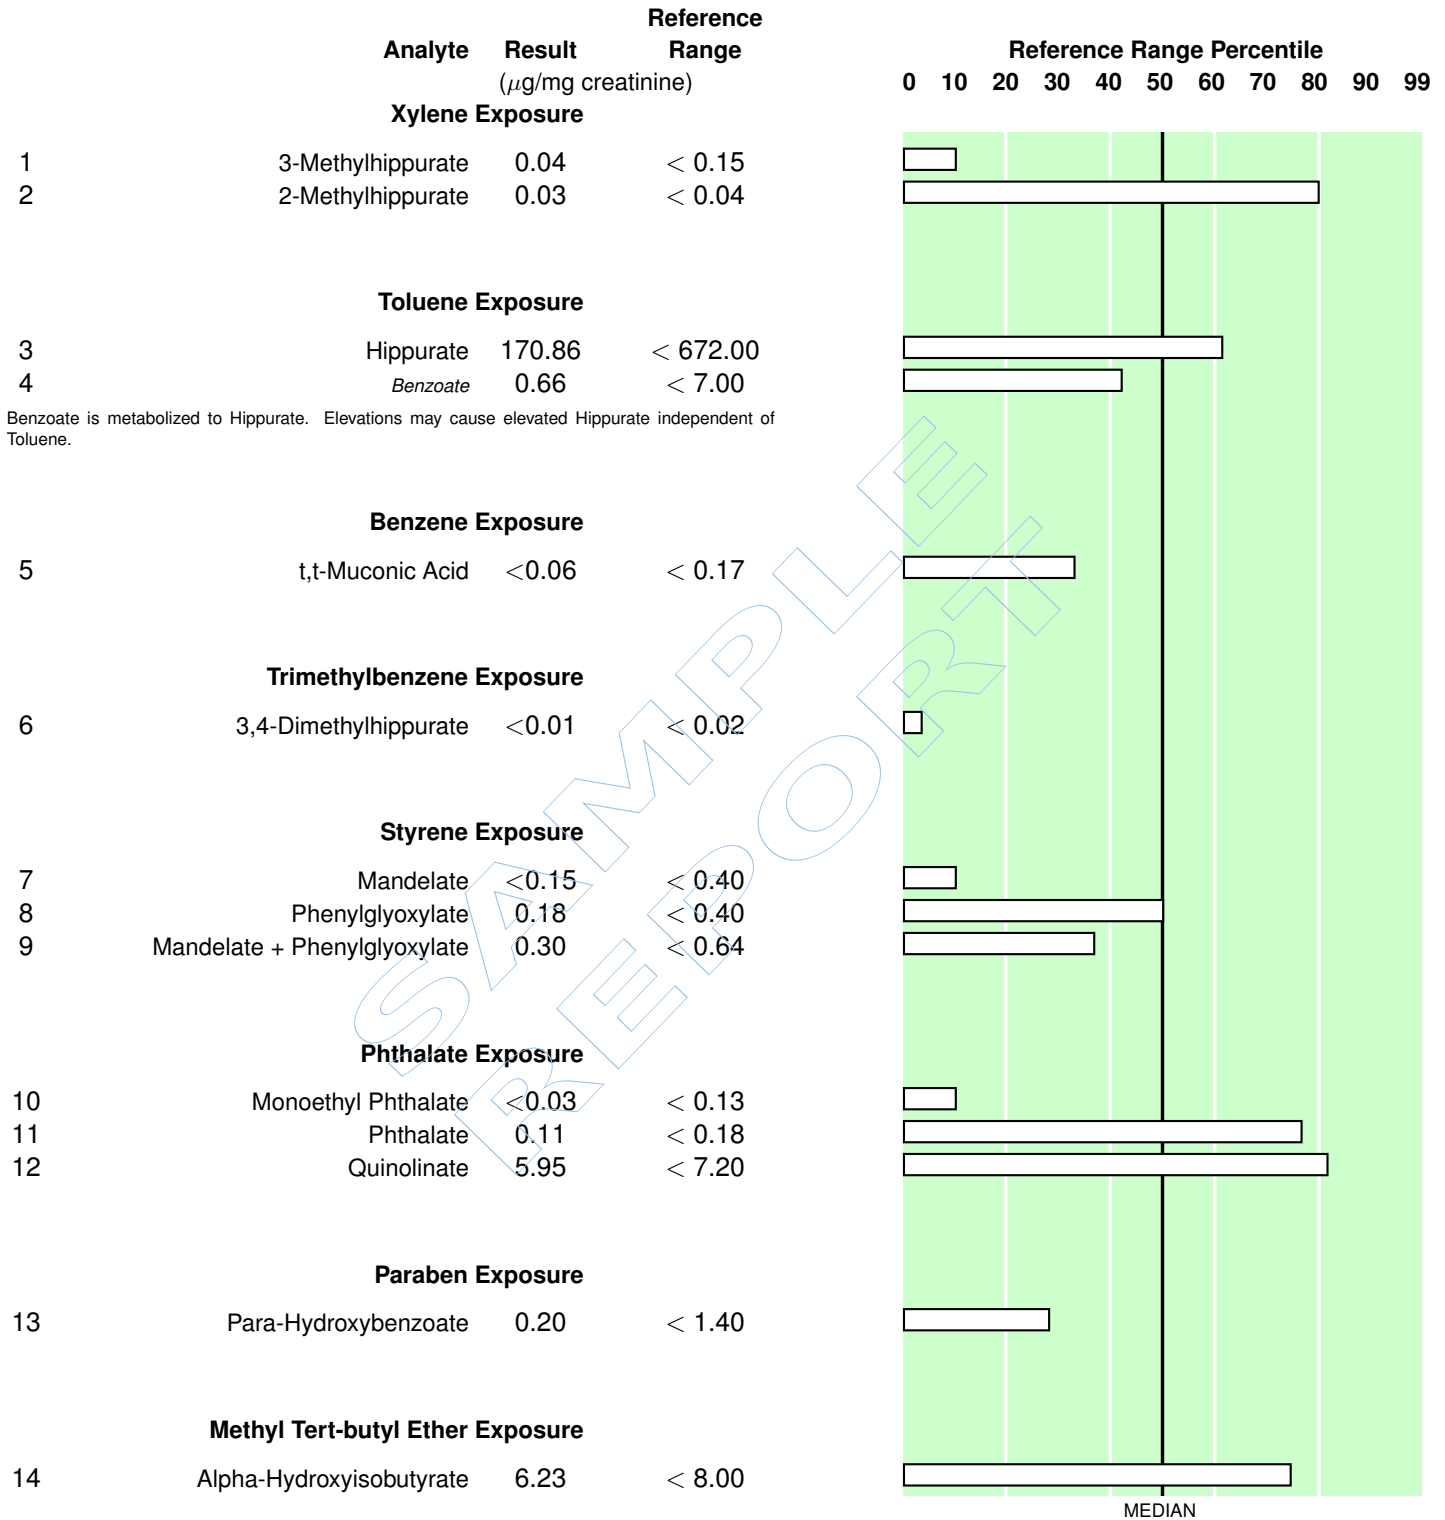 Reference
Analyte Result Range Reference Range Percentile
(µg/mg creatinine) 0 10 20 30 40 50 60 70 80 90 99
Xylene Exposure
1 3-Methylhippurate 0.04 < 0.15
2 2-Methylhippurate 0.03 < 0.04
Toluene Exposure
3 Hippurate 170.86 < 672.00
4 Benzoate 0.66 < 7.00
Benzoate is metabolized to Hippurate. Elevations may cause elevated Hippurate independent of
Toluene.
Benzene Exposure
5 t,t-Muconic Acid <0.06 < 0.17
Trimethylbenzene Exposure
6 3,4-Dimethylhippurate <0.01 < 0.02
Styrene Exposure
7 Mandelate <0.15 < 0.40
8 Phenylglyoxylate 0.18 < 0.40
9 Mandelate + Phenylglyoxylate 0.30 < 0.64
Phthalate Exposure
10 Monoethyl Phthalate <0.03 < 0.13
11 Phthalate 0.11 < 0.18
12 Quinolinate 5.95 < 7.20
Paraben Exposure
13 Para-Hydroxybenzoate 0.20 < 1.40
Methyl Tert-butyl Ether Exposure
14 Alpha-Hydroxyisobutyrate 6.23 < 8.00
MEDIAN
SAMPLE
REPORT